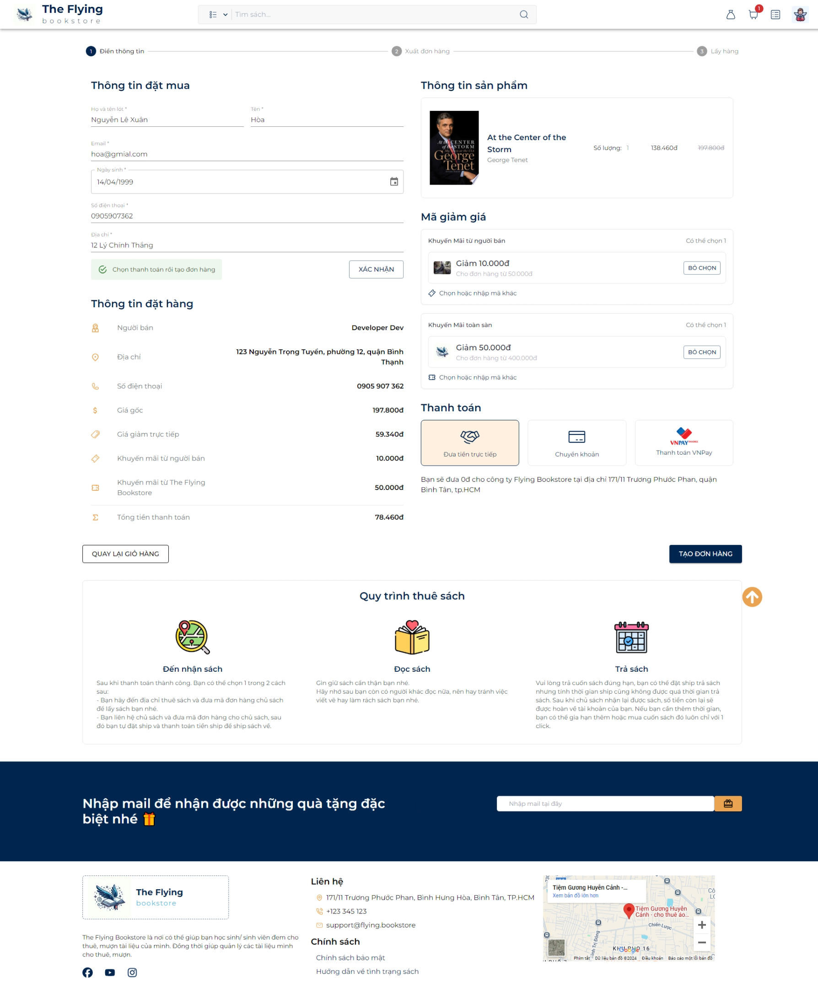 The Flying
bookstore
Tìm sách...
1
1 Điền thông tin
2 Xuất đơn hàng
3 Lấy hàng
Thông tin đặt mua
Họ và tên lót *
Tên *
Nguyễn Lê Xuân
Hòa
Email *
hoa@gmial.com
Ngày sinh *
14/04/1999
Số điện thoại *
0905907362
Địa chỉ *
12 Lý Chính Thắng
Chọn thanh toán rồi tạo đơn hàng
XÁC NHẬN
Thông tin đặt hàng
Người bán
Developer Dev
Địa chỉ
123 Nguyễn Trọng Tuyển, phường 12, quận Bình
Thạnh
Số điện thoại
0905 907 362
Giá gốc
197.800đ
Giá giảm trực tiếp
59.340đ
Khuyến mãi từ người bán
10.000đ
Khuyến mãi từ The Flying
Bookstore
50.000đ
Tổng tiền thanh toán
78.460đ
Thông tin sản phẩm
At the CENTER
of the STORM
My Years at the CIA
George
Tenet
At the Center of the
Storm
George Tenet
Số lượng: 1
138.460đ
197.800đ
Mã giảm giá
Khuyến Mãi từ người bán
Có thể chọn 1
Giảm 10.000đ
Cho đơn hàng từ 50.000đ
BỎ CHỌN
Chọn hoặc nhập mã khác
Khuyến Mãi toàn sàn
Có thể chọn 1
Giảm 50.000đ
Cho đơn hàng từ 400.000đ
BỎ CHỌN
Chọn hoặc nhập mã khác
Thanh toán
Đưa tiền trực tiếp
Chuyển khoản
VNPAY INVOICE
Thanh toán VNPay
Bạn sẽ đưa 0đ cho công ty Flying Bookstore tại địa chỉ 171/11 Trương Phước Phan, quận
Bình Tân, tp.HCM
QUAY LẠI GIỎ HÀNG
TẠO ĐƠN HÀNG
Quy trình thuê sách
Đến nhận sách
Sau khi thanh toán thành công. Bạn có thể chọn 1 trong 2 cách
sau:
- Bạn hãy đến địa chỉ thuê sách và đưa mã đơn hàng chủ sách
để lấy sách bạn nhé.
- Bạn liên hệ chủ sách và đưa mã đơn hàng cho chủ sách, sau
đó bạn tự đặt ship và thanh toán tiền ship để ship sách về.
Đọc sách
Gìn giữ sách cẩn thận bạn nhé.
Hãy nhớ sau bạn còn có người khác đọc nữa, nên hay tránh việc
viết vẽ hay làm rách sách bạn nhé.
Trả sách
Vui lòng trả cuốn sách đúng hạn, bạn có thể đặt ship trả sách
nhưng tính thời gian ship cũng không được quá thời gian trả
sách. Sau khi chủ sách nhận lại được sách, số tiền còn lại sẽ
được hoàn về tài khoản của bạn. Nếu bạn cần thêm thời gian,
bạn có thể gia hạn thêm hoặc mua cuốn sách đó luôn chỉ với 1
click.
Nhập mail để nhận được những quà tặng đặc
biệt nhé
Nhập mail tại đây
The Flying
bookstore
The Flying Bookstore là nơi có thể giúp bạn học sinh/ sinh viên đem cho
thuê, mượn tài liệu của mình. Đồng thời giúp quản lý các tài liệu mình
cho thuê, mượn.
Liên hệ
171/11 Trương Phước Phan, Bình Hưng Hòa, Bình Tân, TP.HCM
+123 345 123
support@flying.bookstore
Chính sách
Chính sách bảo mật
Hướng dẫn về tình trạng sách
Tiệm Gương Huyền Cảnh -...
Xem bản đồ lớn hơn
Tiệm Gương Huyền
Cảnh - cho thuê áo...
Chiến Lược
KHU PHO 16
Google
Phím tắt
Dữ liệu bản đồ ©2024
Điều khoản
Báo cáo một lỗi bản đồ